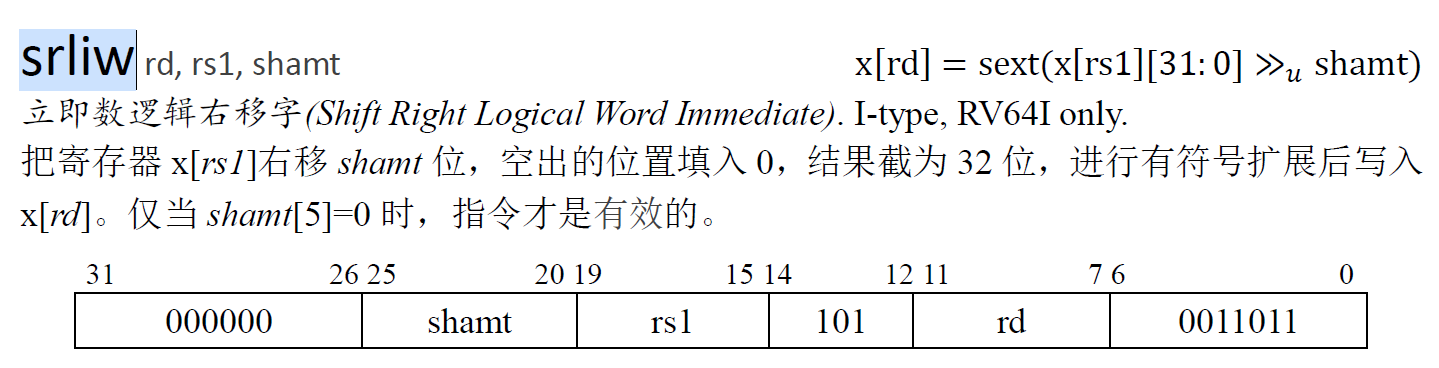 srliw rd, rs1, shamt x[rd] = sext(x[rs1][31: 0] ≫u shamt)
立即数逻辑右移字(Shift Right Logical Word Immediate). I-type, RV64I only.
把寄存器 x[rs1]右移 shamt 位，空出的位置填入 0，结果截为 32 位，进行有符号扩展后写入
x[rd]。仅当 shamt[5]=0 时，指令才是有效的。
31 26 25 20 19 15 14 12 11 7 6 0
000000 shamt rs1 101 rd 0011011